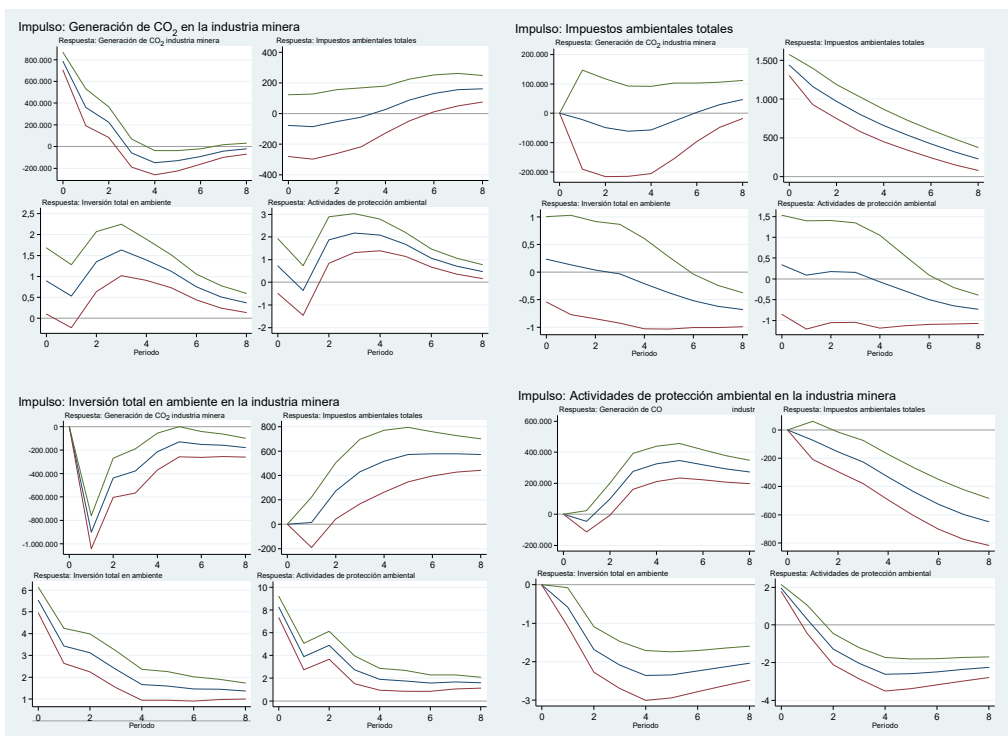 Impulso: Generación de CO2 en la industria minera
Respuesta: Generación de CO2 industria minera
800.000
600.000
400.000
200.000
0
-200.000
0 2 4 6 8
Respuesta: Impuestos ambientales totales
400
200
0
-200
-400
0 2 4 6 8
Respuesta: Inversión total en ambiente
2,5
2
1,5
1
0,5
0
0 2 4 6 8
Respuesta: Actividades de protección ambiental
3
2
1
0
-1
-2
0 2 4 6 8
Periodo
Impulso: Impuestos ambientales totales
Respuesta: Generación de CO2 industria minera
200.000
100.000
0
-100.000
-200.000
0 2 4 6 8
Respuesta: Impuestos ambientales totales
1.500
1.000
500
0
0 2 4 6 8
Respuesta: Inversión total en ambiente
1
0,5
0
-0,5
-1
0 2 4 6 8
Respuesta: Actividades de protección ambiental
1,5
1
0,5
0
-0,5
-1
0 2 4 6 8
Periodo
Impulso: Inversión total en ambiente en la industria minera
Respuesta: Generación de CO2 industria minera
0
-200.000
-400.000
-600.000
-800.000
-1.000.000
0 2 4 6 8
Respuesta: Impuestos ambientales totales
800
600
400
200
0
-200
0 2 4 6 8
Respuesta: Inversión total en ambiente
6
5
4
3
2
1
0 2 4 6 8
Respuesta: Actividades de protección ambiental
10
8
6
4
2
0
0 2 4 6 8
Periodo
Impulso: Actividades de protección ambiental en la industria minera
Respuesta: Generación de CO industr
600.000
400.000
200.000
0
200.000
0 2 4 6 8
Respuesta: Impuestos ambientales totales
0
-200
-400
-600
-800
0 2 4 6 8
Respuesta: Inversión total en ambiente
0
-1
-2
-3
0 2 4 6 8
Respuesta: Actividades de protección ambiental
4
2
0
-2
-4
0 2 4 6 8
Periodo